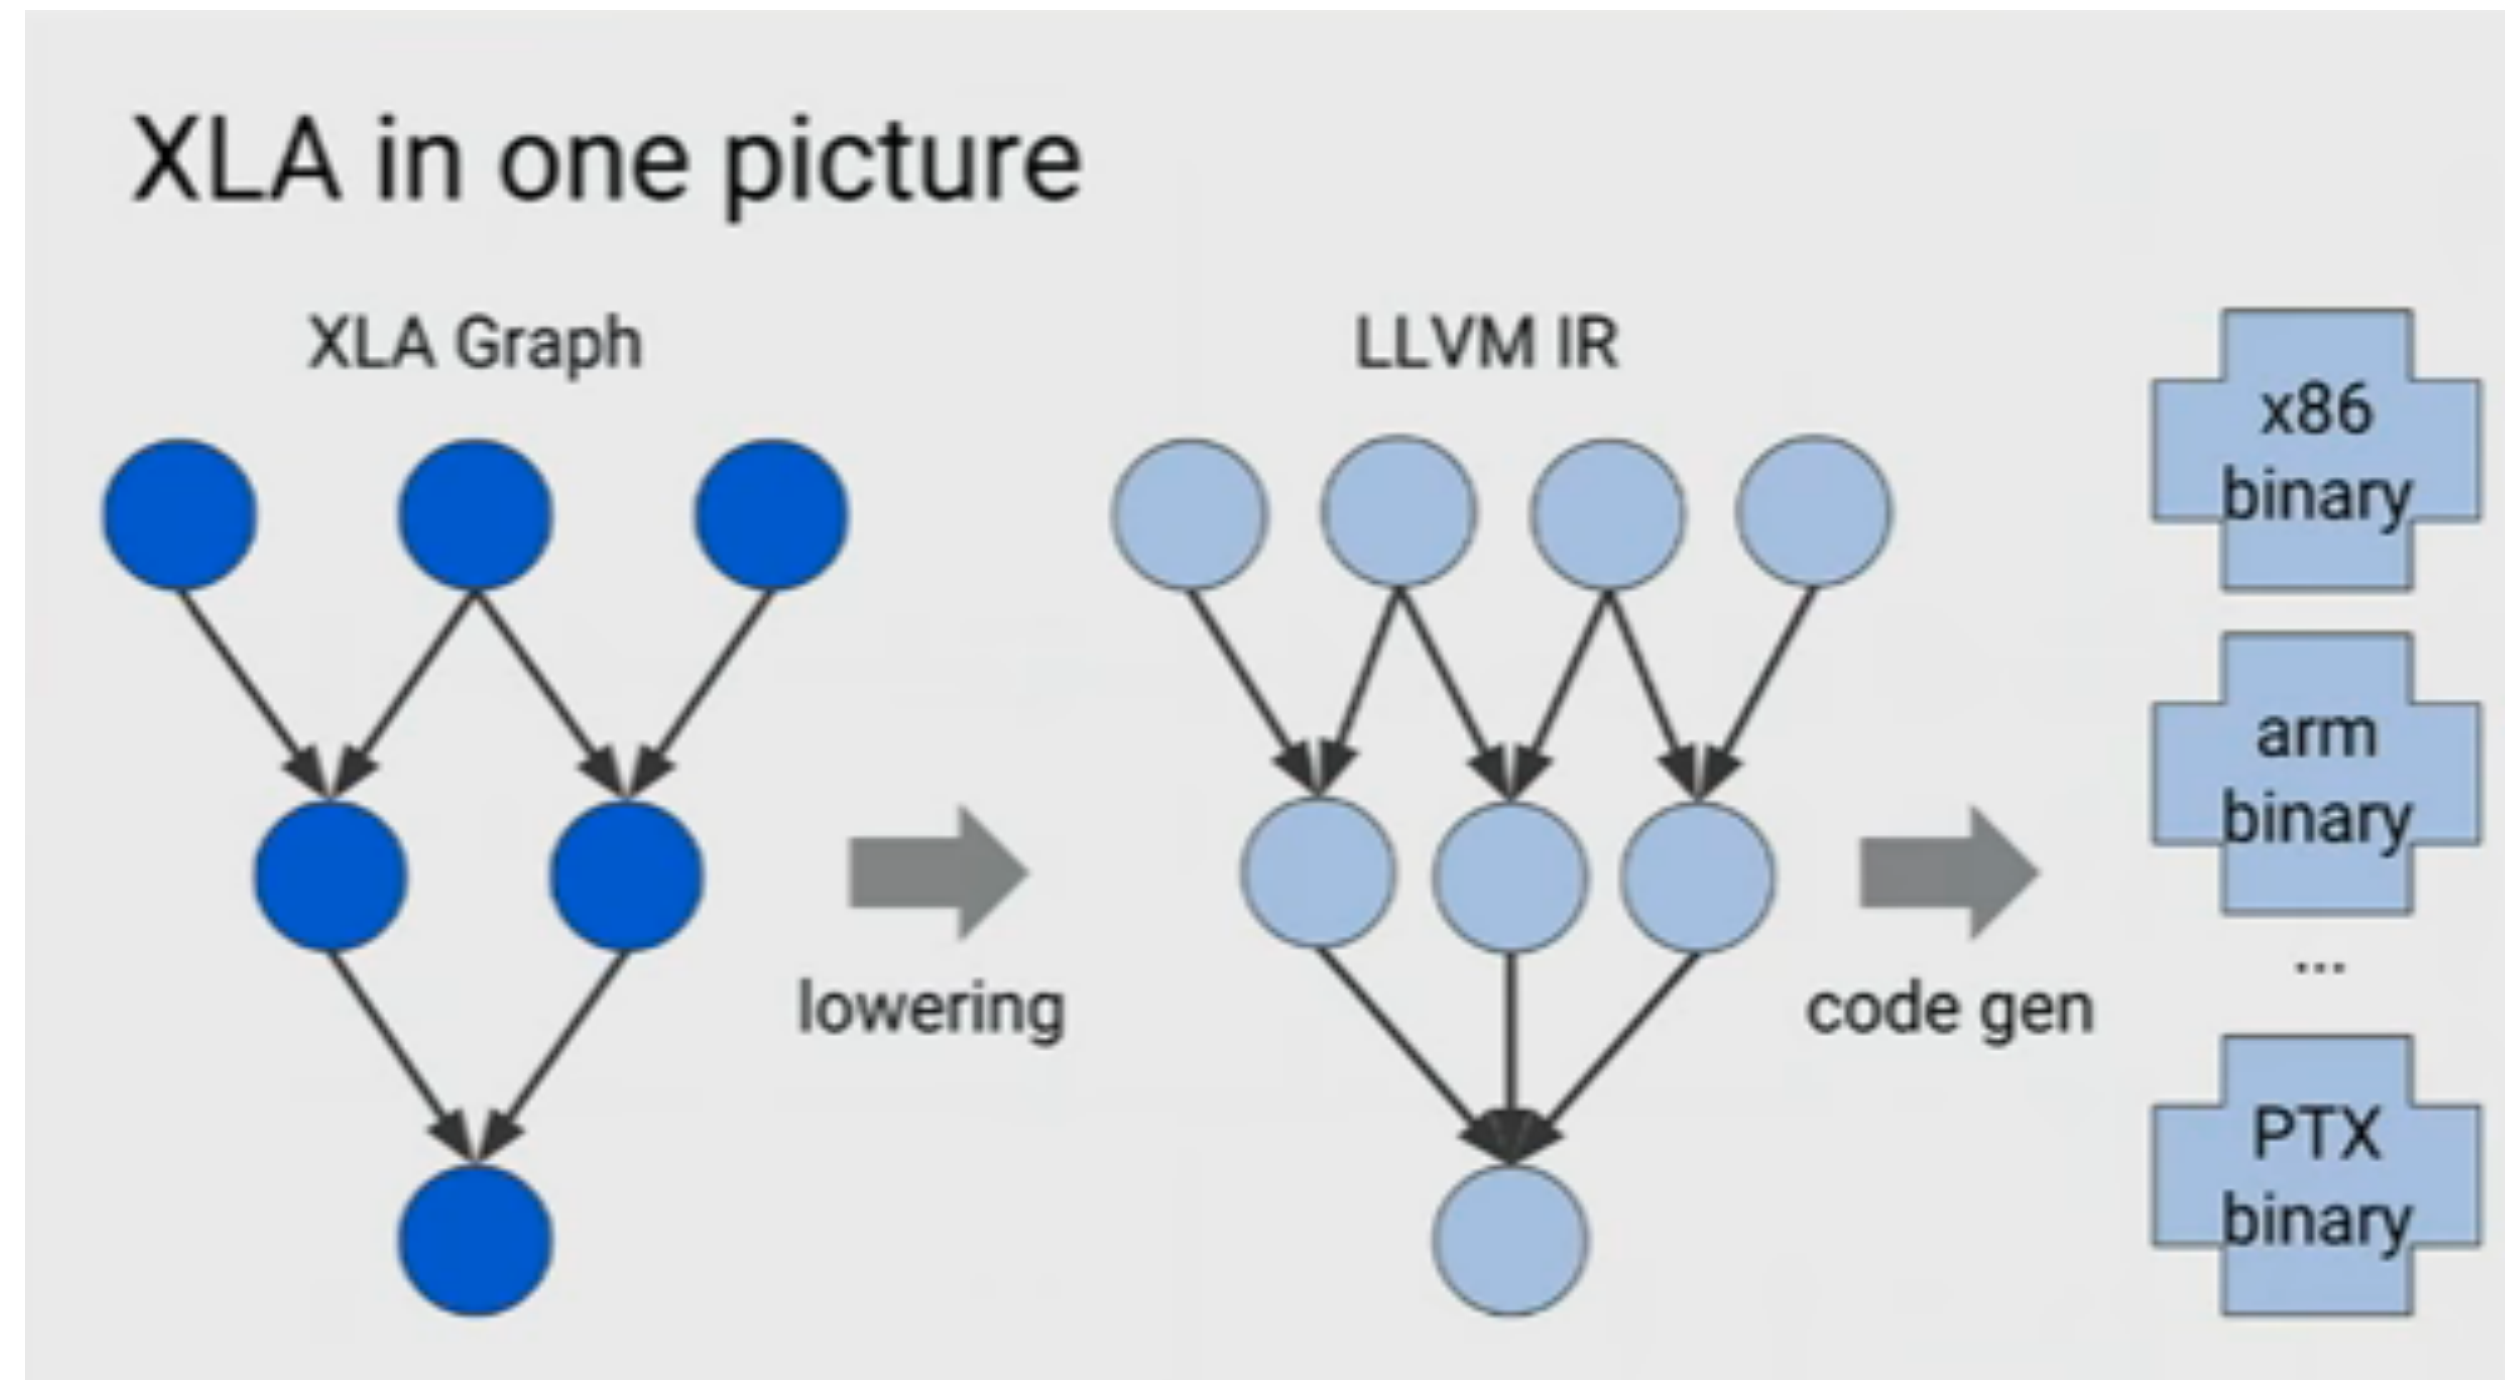 XLA in one picture
XLA Graph
lowering
LLVM IR
code gen
x86
binary
arm
binary
...
PTX
binary